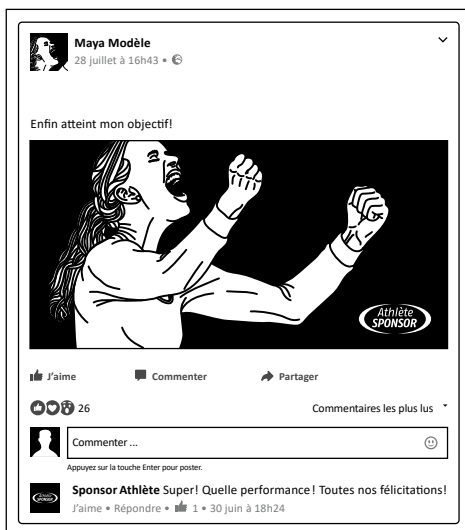 Maya Modèle
28 juillet à 16h43 •
Enfin atteint mon objectif!
Athlète
SPONSOR
J'aime Commenter Partager
26 Commentaires les plus lus
Commenter ...
Appuyez sur la touche Enter pour poster.
Athlète
SPONSOR
Sponsor Athlète Super! Quelle performance! Toutes nos félicitations!
J'aime • Répondre • 1 • 30 juin à 18h24